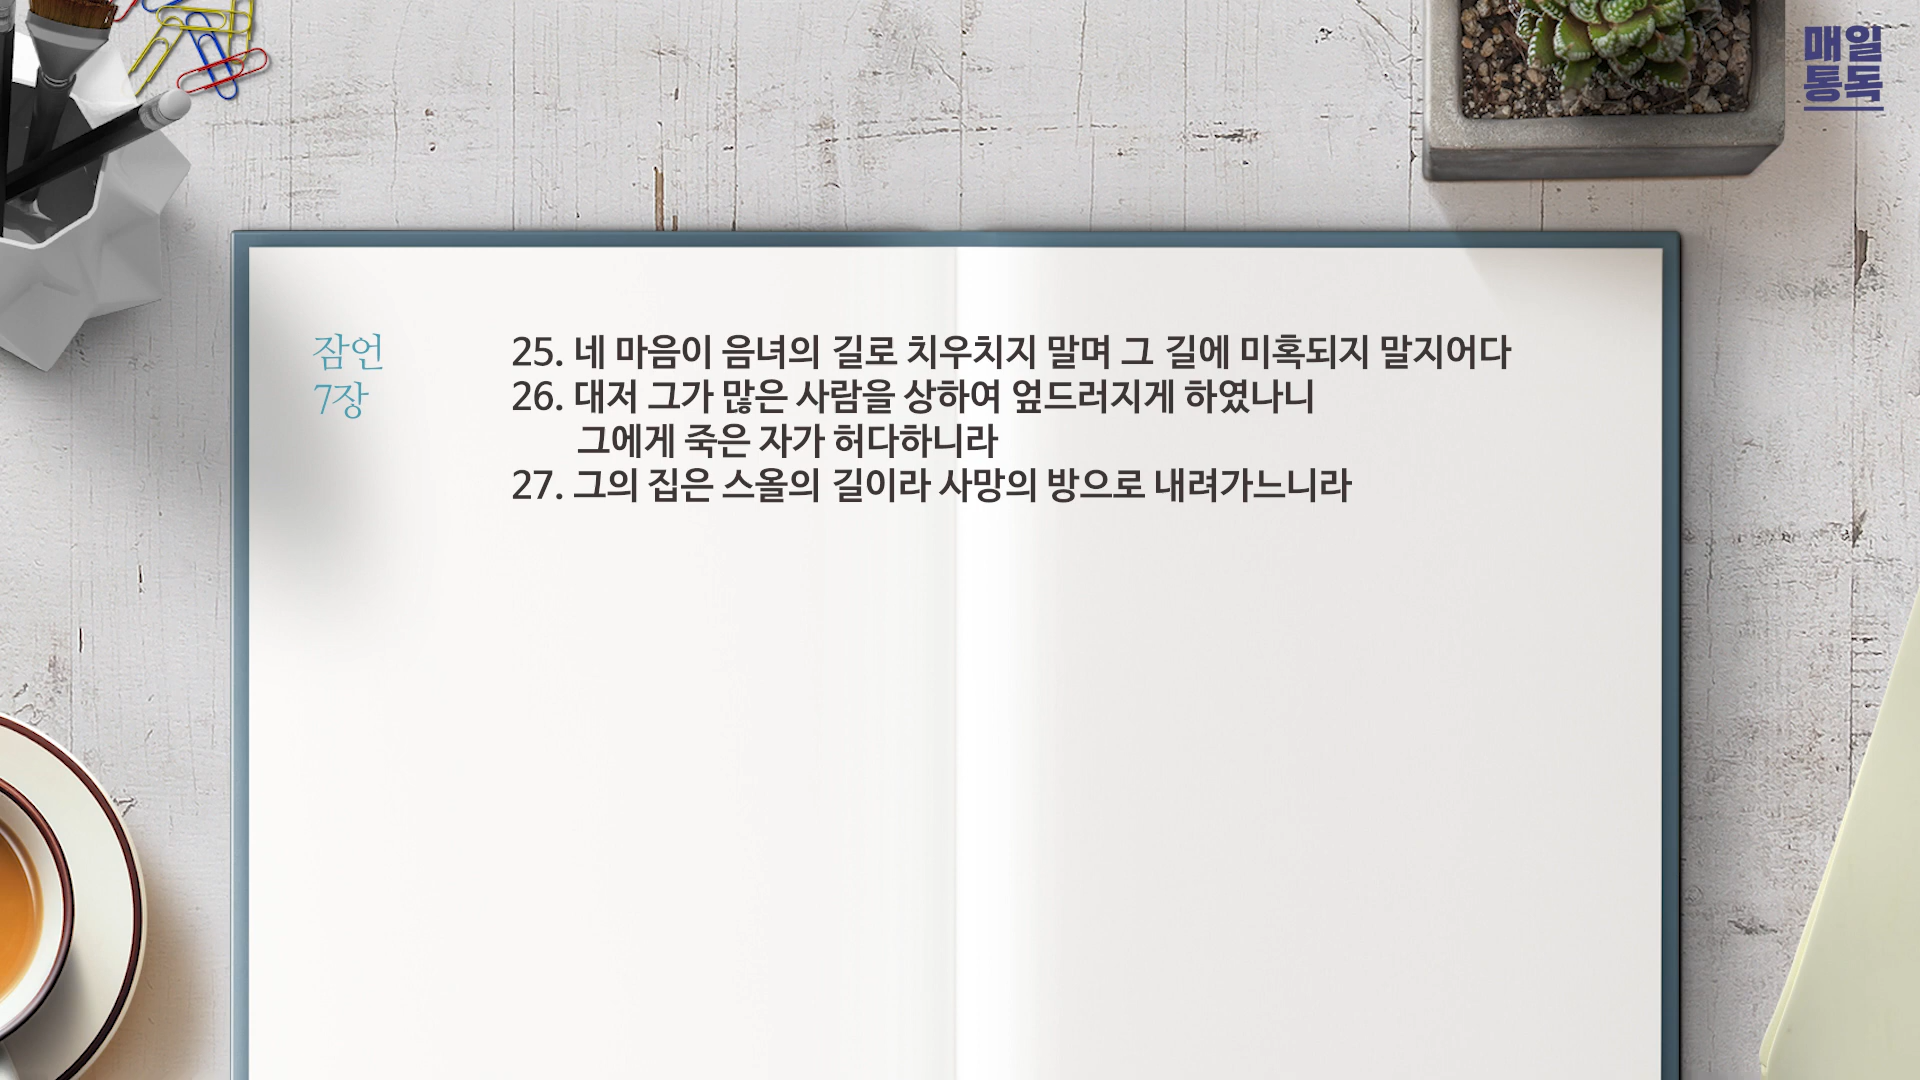 매일
통독
잠언
7장
25. 네 마음이 음녀의 길로 치우치지 말며 그 길에 미혹되지 말지어다
26. 대저 그가 많은 사람을 상하여 엎드러지게 하였나니
그에게 죽은 자가 허다하니라
27. 그의 집은 스올의 길이라 사망의 방으로 내려가느니라